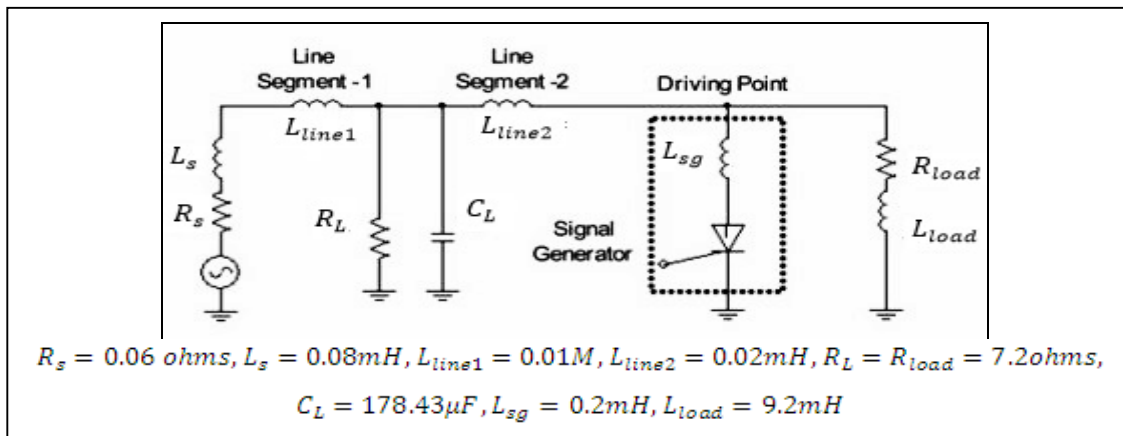 Line
Segment -1
Line
Segment -2
Driving Point
L_line1
L_line2
L_s
R_s
R_L
C_L
L_sg
Signal
Generator
R_load
L_load
R_s = 0.06 ohms, L_s = 0.08mH, L_line1 = 0.01M, L_line2 = 0.02mH, R_L = R_load = 7.2ohms,
C_L = 178.43μF, L_sg = 0.2mH, L_load = 9.2mH